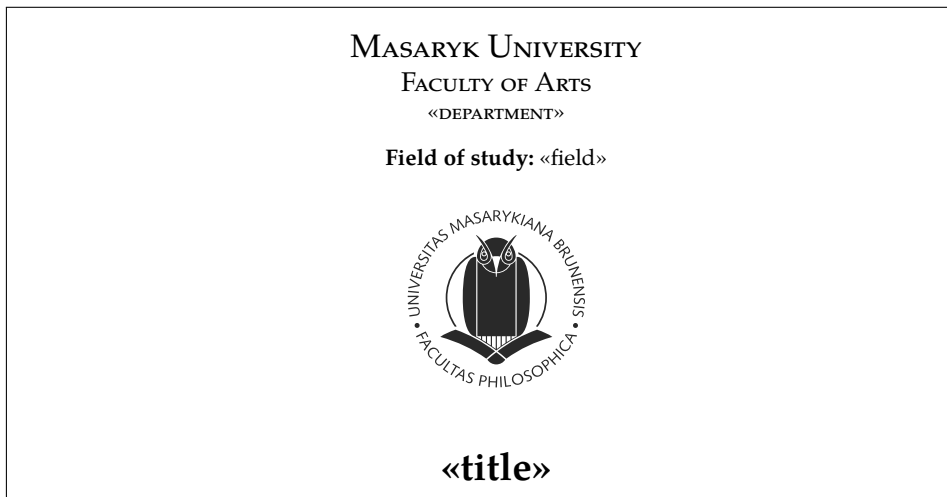 Masaryk University
Faculty of Arts
«department»
Field of study: «field»
UNIVERSITAS MASARYKIANA BRUNENSIS
• FACULTAS PHILOSOPHICA •
«title»